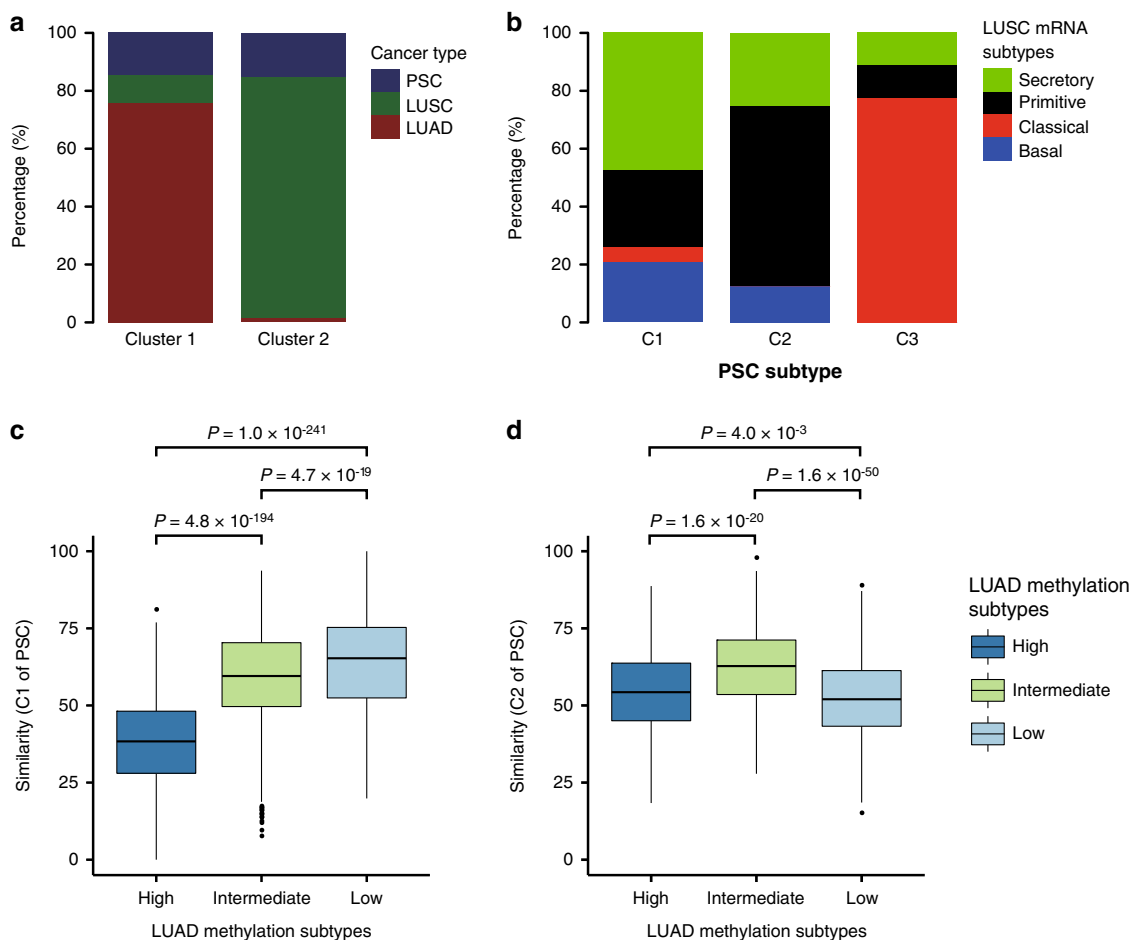 a
Percentage (%)
100
80
60
40
20
0
Cluster 1
Cluster 2
Cancer type
PSC
LUSC
LUAD
b
Percentage (%)
100
80
60
40
20
0
C1
C2
C3
PSC subtype
LUSC mRNA
subtypes
Secretory
Primitive
Classical
Basal
c
P = 1.0 × 10-241
P = 4.7 × 10-19
P = 4.8 × 10-194
Similarity (C1 of PSC)
100
75
50
25
0
High
Intermediate
Low
LUAD methylation subtypes
d
P = 4.0 × 10-3
P = 1.6 × 10-50
P = 1.6 × 10-20
Similarity (C2 of PSC)
100
75
50
25
0
High
Intermediate
Low
LUAD methylation subtypes
LUAD methylation
subtypes
High
Intermediate
Low